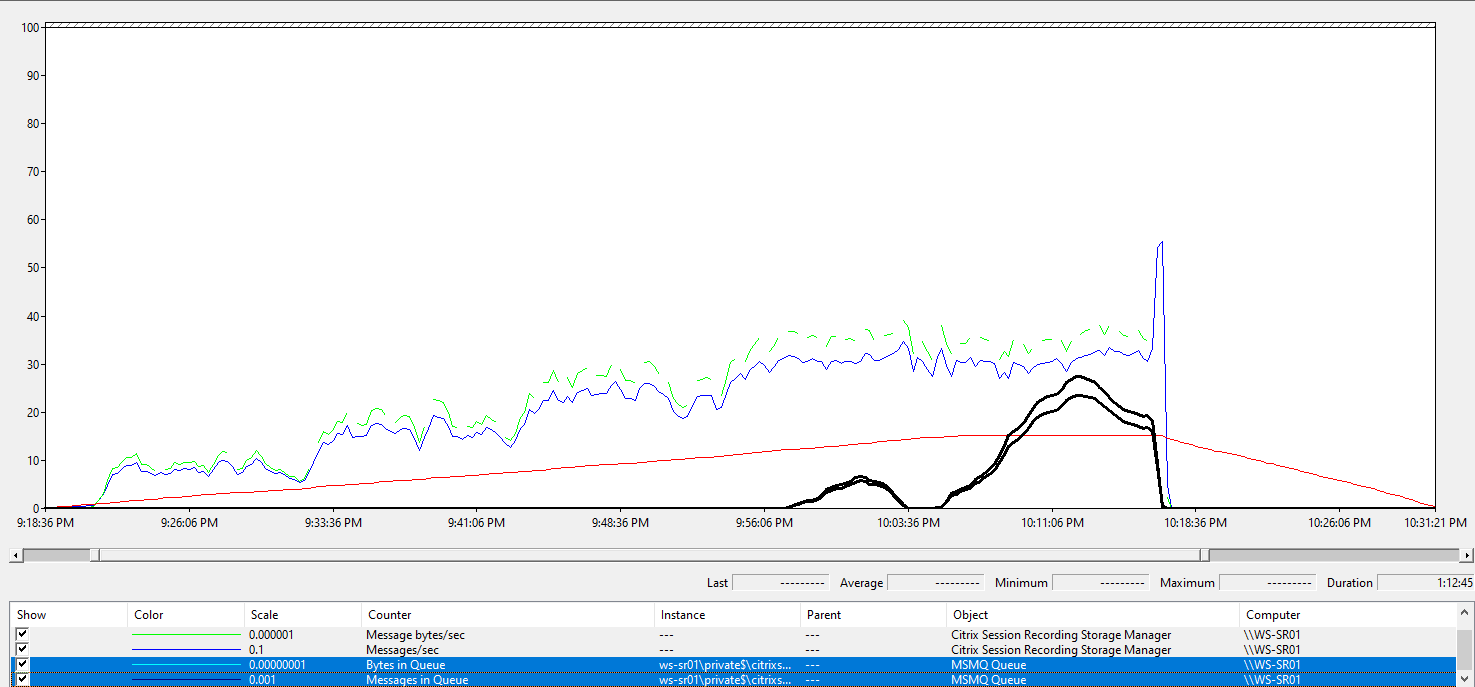 100
90
80
70
60
50
40
30
20
10
0
9:18:36 PM 9:26:06 PM 9:33:36 PM 9:41:06 PM 9:48:36 PM 9:56:06 PM 10:03:36 PM 10:11:06 PM 10:18:36 PM 10:26:06 PM 10:31:21 PM
Last --------- Average --------- Minimum --------- Maximum --------- Duration 1:12:45
Show Color Scale Counter Instance Parent Object Computer
0.000001 Message bytes/sec --- --- Citrix Session Recording Storage Manager \\WS-SR01
0.1 Messages/sec --- --- Citrix Session Recording Storage Manager \\WS-SR01
0.00000001 Bytes in Queue ws-sr01\private$\citrixs... --- MSMQ Queue \\WS-SR01
0.001 Messages in Queue ws-sr01\private$\citrixs... --- MSMQ Queue \\WS-SR01